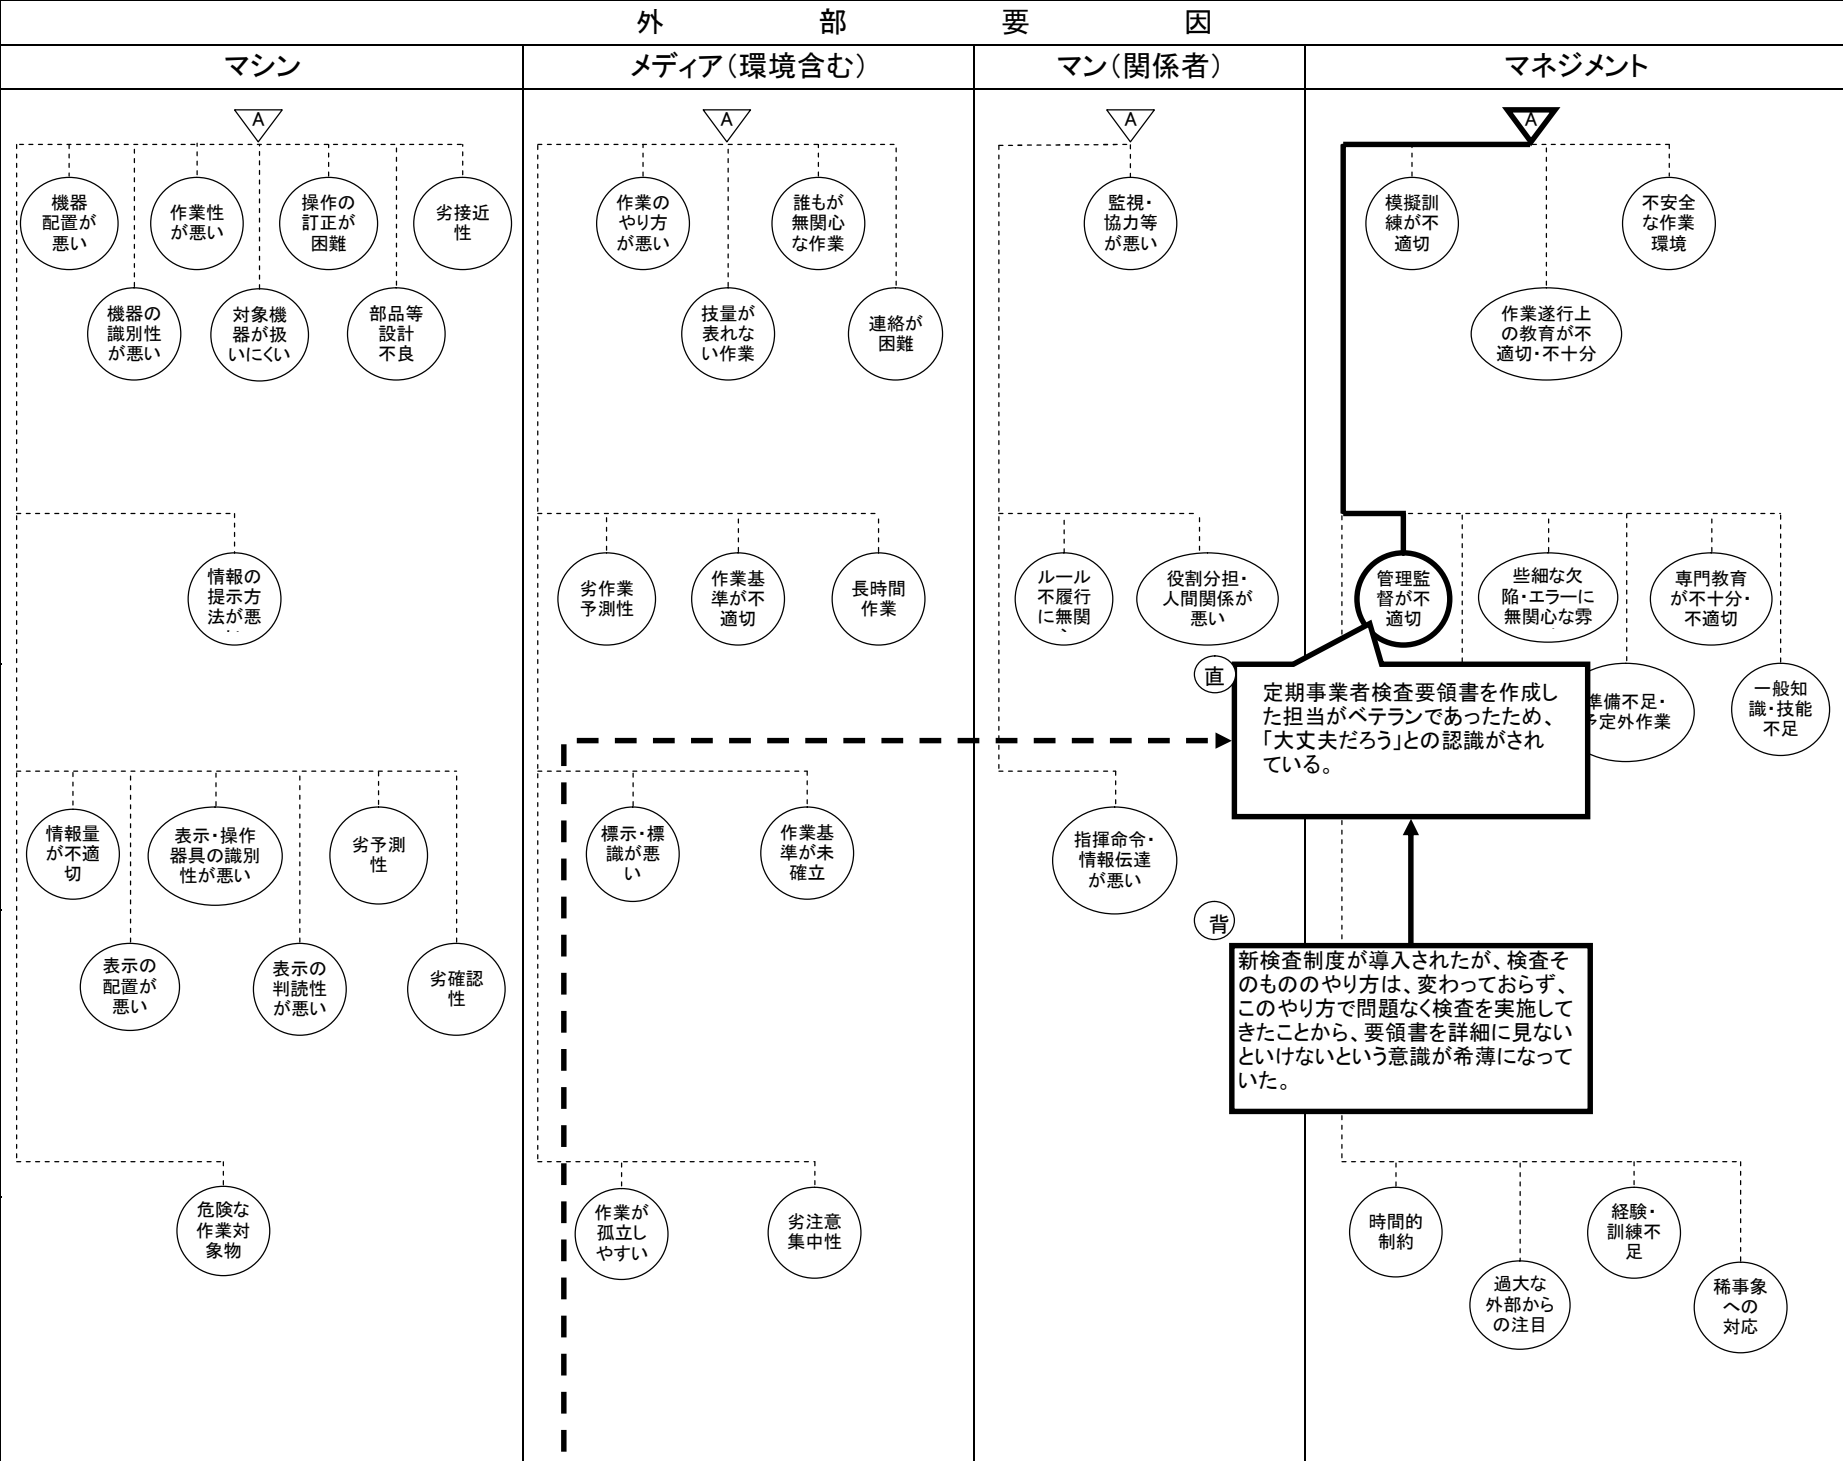 外部要因
マシン
メディア(環境含む)
マン(関係者)
マネジメント
A
A
A
A
機器
配置が
悪い
作業性
が悪い
操作の
訂正が
困難
劣接近
性
機器の
識別性
が悪い
対象機
器が扱
いにくい
部品等
設計
不良
作業の
やり方
が悪い
誰もが
無関心
な作業
技量が
表れな
い作業
連絡が
困難
監視・
協力等
が悪い
模擬訓
練が不
適切
不安全
な作業
環境
作業遂行上
の教育が不
適切・不十分
情報の
提示方
法が悪
劣作業
予測性
作業基
準が不
適切
長時間
作業
ルール
不履行
に無関
役割分担・
人間関係が
悪い
管理監
督が不
適切
些細な欠
陥・エラーに
無関心な雰
専門教育
が不十分・
不適切
直
定期事業者検査要領書を作成し
た担当がベテランであったため、
「大丈夫だろう」との認識がされ
ている。
準備不足・
予定外作業
一般知
識・技能
不足
情報量
が不適
切
表示・操作
器具の識別
性が悪い
劣予測
性
表示の
配置が
悪い
表示の
判読性
が悪い
劣確認
性
標示・標
識が悪
い
作業基
準が未
確立
指揮命令・
情報伝達
が悪い
背
新検査制度が導入されたが、検査そ
のもののやり方は、変わっておらず、
このやり方で問題なく検査を実施して
きたことから、要領書を詳細に見ない
といけないという意識が希薄になって
いた。
危険な
作業対
象物
作業が
孤立し
やすい
劣注意
集中性
時間的
制約
経験・
訓練不
足
過大な
外部から
の注目
稀事象
への
対応